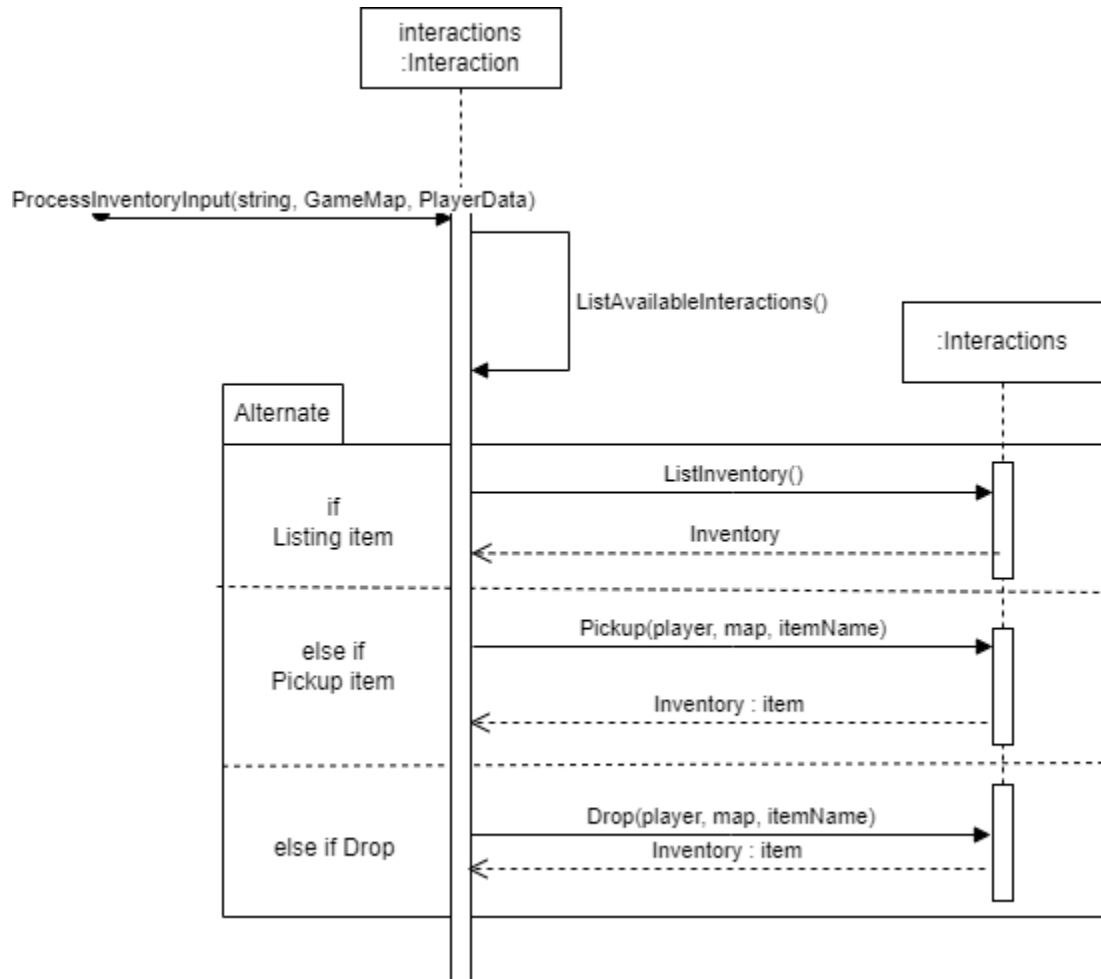 interactions
:Interaction
ProcessInventoryInput(string, GameMap, PlayerData)
ListAvailableInteractions()
:Interactions
Alternate
ListInventory()
if
Listing item
Inventory
Pickup(player, map, itemName)
else if
Pickup item
Inventory : item
Drop(player, map, itemName)
else if Drop
Inventory : item